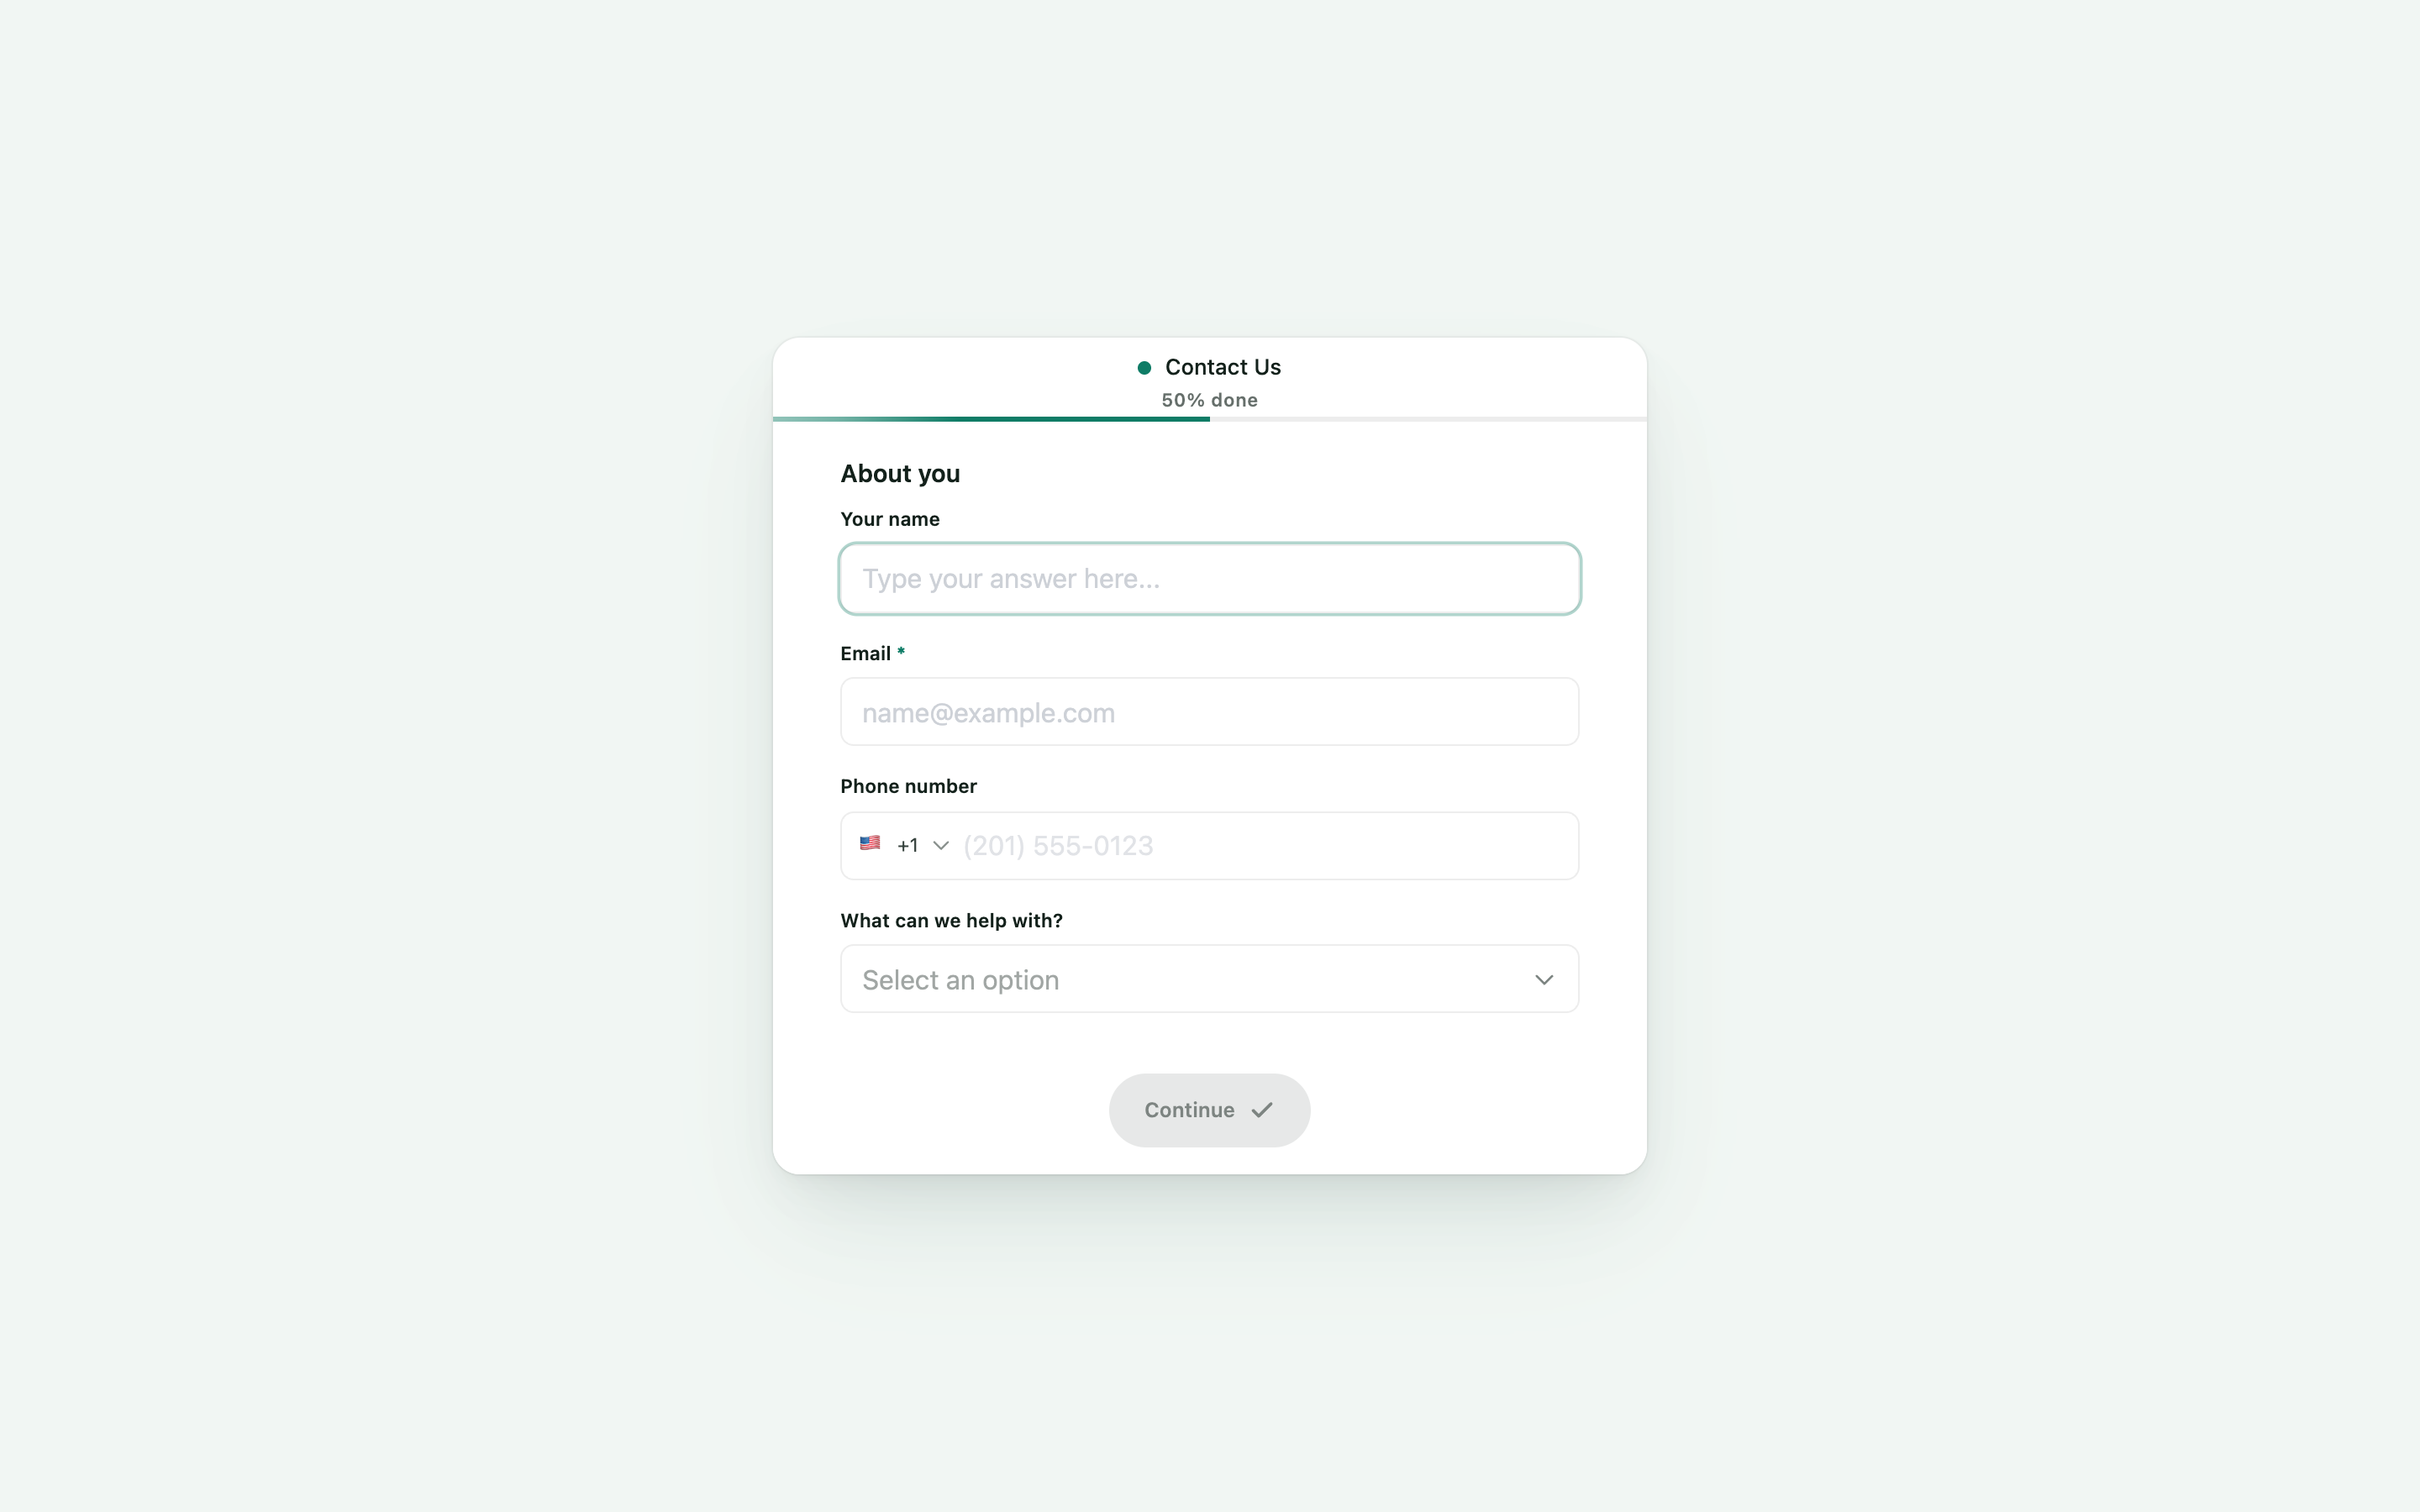 Contact Us
50% done
About you
Your name
Type your answer here...
Email *
name@example.com
Phone number
+1 (201) 555-0123
What can we help with?
Select an option
Continue